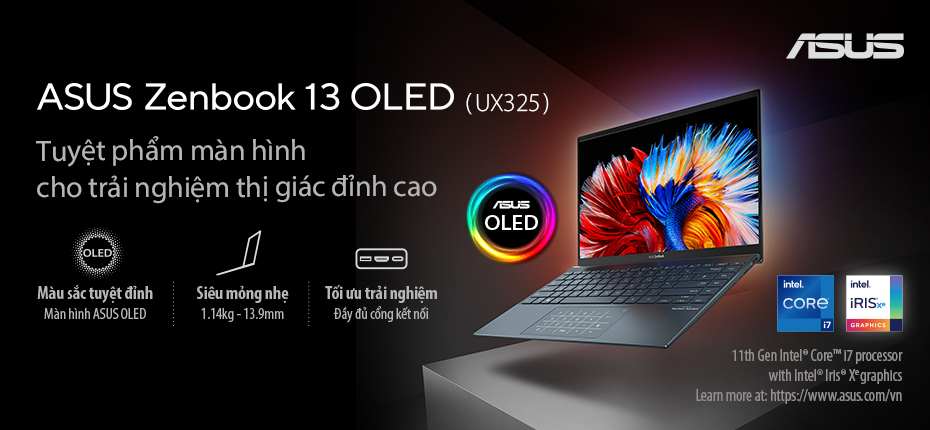 ASUS
ASUS Zenbook 13 OLED (UX325)
Tuyệt phẩm màn hình
cho trải nghiệm thị giác đỉnh cao
ASUS
OLED
OLED
Màu sắc tuyệt đỉnh
Màn hình ASUS OLED
Siêu mỏng nhẹ
1.14kg - 13.9mm
Tối ưu trải nghiệm
Đầy đủ cổng kết nối
intel.
CORE
i7
intel.
iRIS Xe
GRAPHICS
11th Gen Intel® Core™ I7 processor
with Intel® Iris® Xe graphics
Learn more at: https://www.asus.com/vn